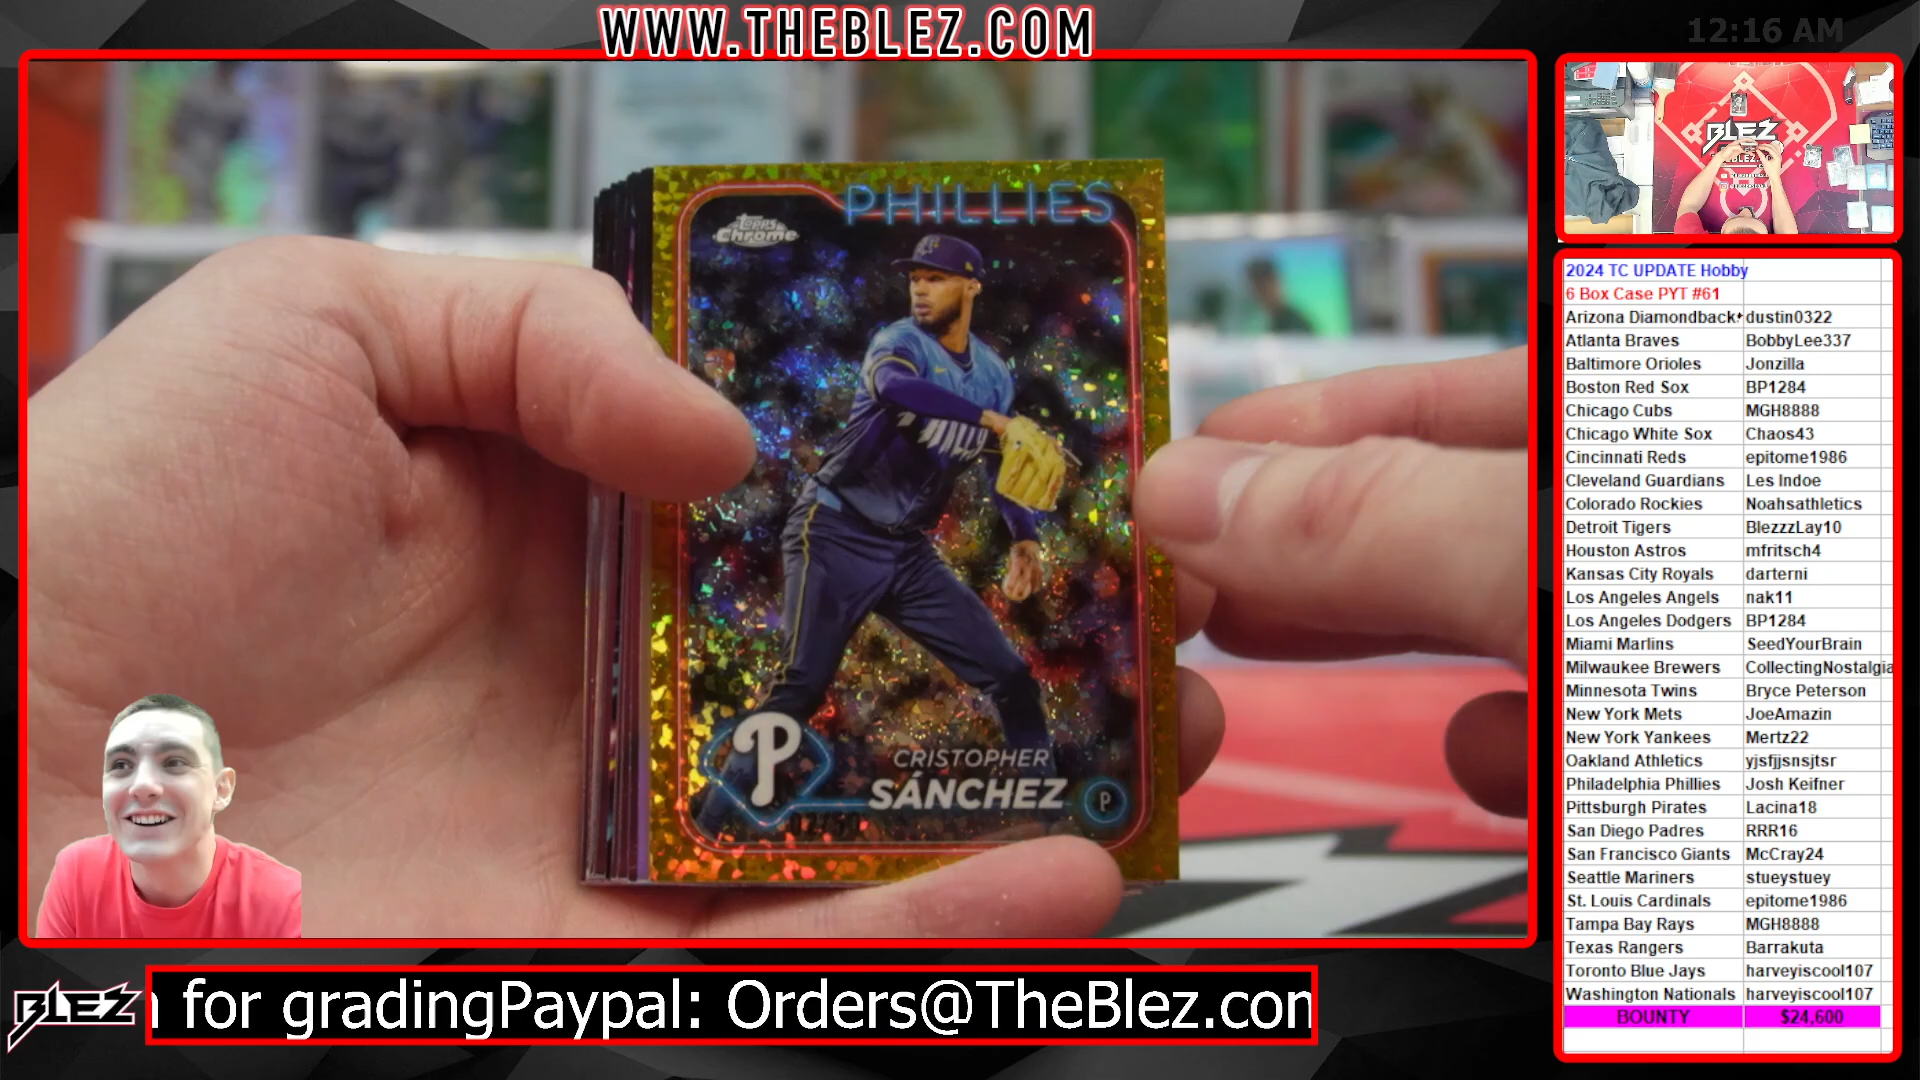 WWW.THEBLEZ.COM
12:16 AM
PHILLIES
Topps
Chrome
PHILLY
P
CRISTOPHER
SÁNCHEZ
P
BLEZ
2024 TC UPDATE Hobby
6 Box Case PYT #61
Arizona Diamondback dustin0322
Atlanta Braves BobbyLee337
Baltimore Orioles Jonzilla
Boston Red Sox BP1284
Chicago Cubs MGH8888
Chicago White Sox Chaos43
Cincinnati Reds epitome1986
Cleveland Guardians Les Indoe
Colorado Rockies Noahsathletics
Detroit Tigers BlezzzLay10
Houston Astros mfritsch4
Kansas City Royals darterni
Los Angeles Angels nak11
Los Angeles Dodgers BP1284
Miami Marlins SeedYourBrain
Milwaukee Brewers CollectingNostalgia
Minnesota Twins Bryce Peterson
New York Mets JoeAmazin
New York Yankees Mertz22
Oakland Athletics yjsfjjsnsjtsr
Philadelphia Phillies Josh Keifner
Pittsburgh Pirates Lacina18
San Diego Padres RRR16
San Francisco Giants McCray24
Seattle Mariners stueystuey
St. Louis Cardinals epitome1986
Tampa Bay Rays MGH8888
Texas Rangers Barrakuta
Toronto Blue Jays harveyiscool107
Washington Nationals harveyiscool107
BOUNTY $24,600
BLEZ
for gradingPaypal: Orders@TheBlez.com